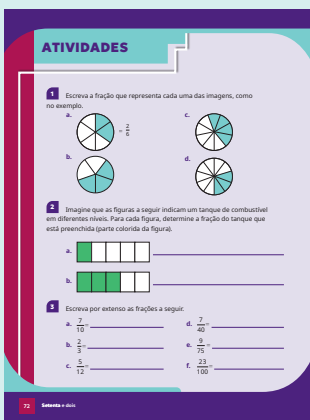 ATIVIDADES
1 Escreva a fração que representa cada uma das imagens, como
no exemplo.
a. = 2/6
c.
b.
d.
2 Imagine que as figuras a seguir indicam um tanque de combustível
em diferentes níveis. Para cada figura, determine a fração do tanque que
está preenchida (parte colorida da figura).
a.
b.
3 Escreva por extenso as frações a seguir.
a. 7/10 =
d. 7/40 =
b. 2/3 =
e. 9/75 =
c. 5/12 =
f. 23/100 =
72 Setenta e dois